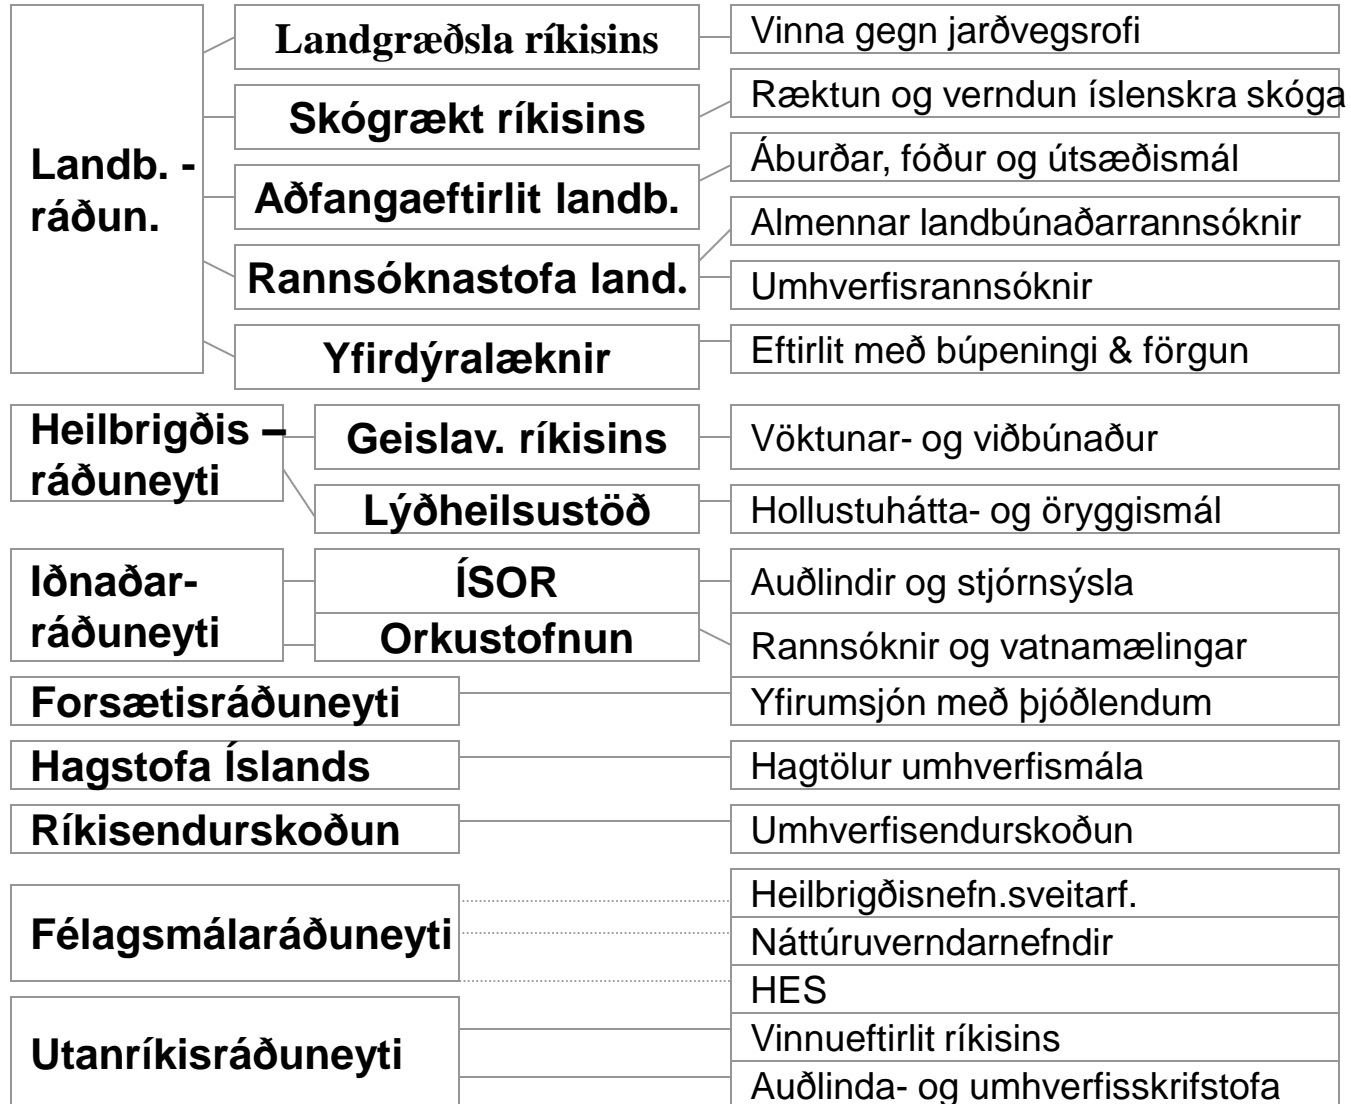 Landb. -
ráðun.
Landgræðsla ríkisins
Vinna gegn jarðvegsrofi
Skógrækt ríkisins
Ræktun og verndun íslenskra skóga
Aðfangaeftirlit landb.
Áburðar, fóður og útsæðismál
Rannsóknastofa land.
Almennar landbúnaðarrannsóknir
Umhverfisrannsóknir
Yfirdýralæknir
Eftirlit með búpeningi & förgun
Heilbrigðis –
ráðuneyti
Geislav. ríkisins
Vöktunar- og viðbúnaður
Lýðheilsustöð
Hollustuhátta- og öryggismál
Iðnaðar-
ráðuneyti
ÍSOR
Auðlindir og stjórnsýsla
Orkustofnun
Rannsóknir og vatnamælingar
Forsætisráðuneyti
Yfirumsjón með þjóðlendum
Hagstofa Íslands
Hagtölur umhverfismála
Ríkisendurskoðun
Umhverfisendurskoðun
Félagsmálaráðuneyti
Heilbrigðisnefn.sveitarf.
Náttúruverndarnefndir
HES
Utanríkisráðuneyti
Vinnueftirlit ríkisins
Auðlinda- og umhverfisskrifstofa